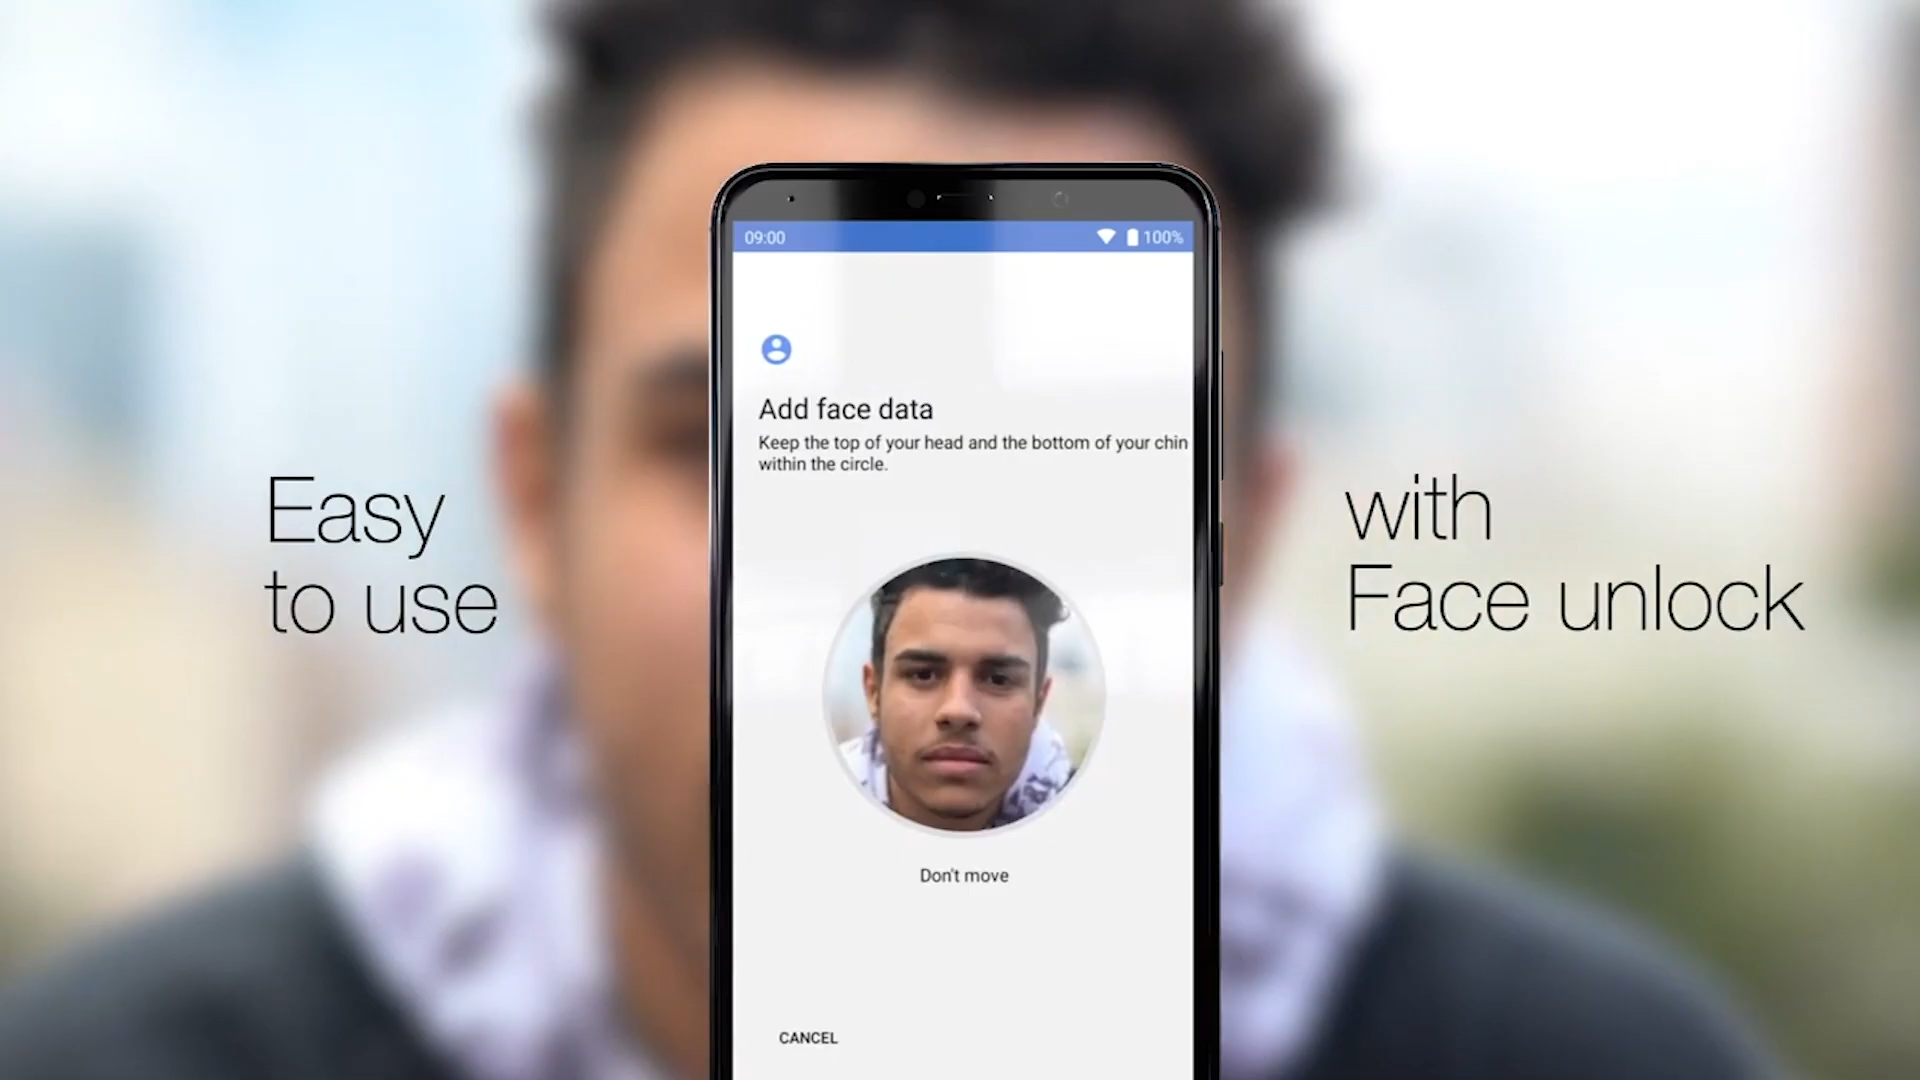 09:00
100%
Add face data
Keep the top of your head and the bottom of your chin
within the circle.
Easy
to use
with
Face unlock
Don't move
CANCEL